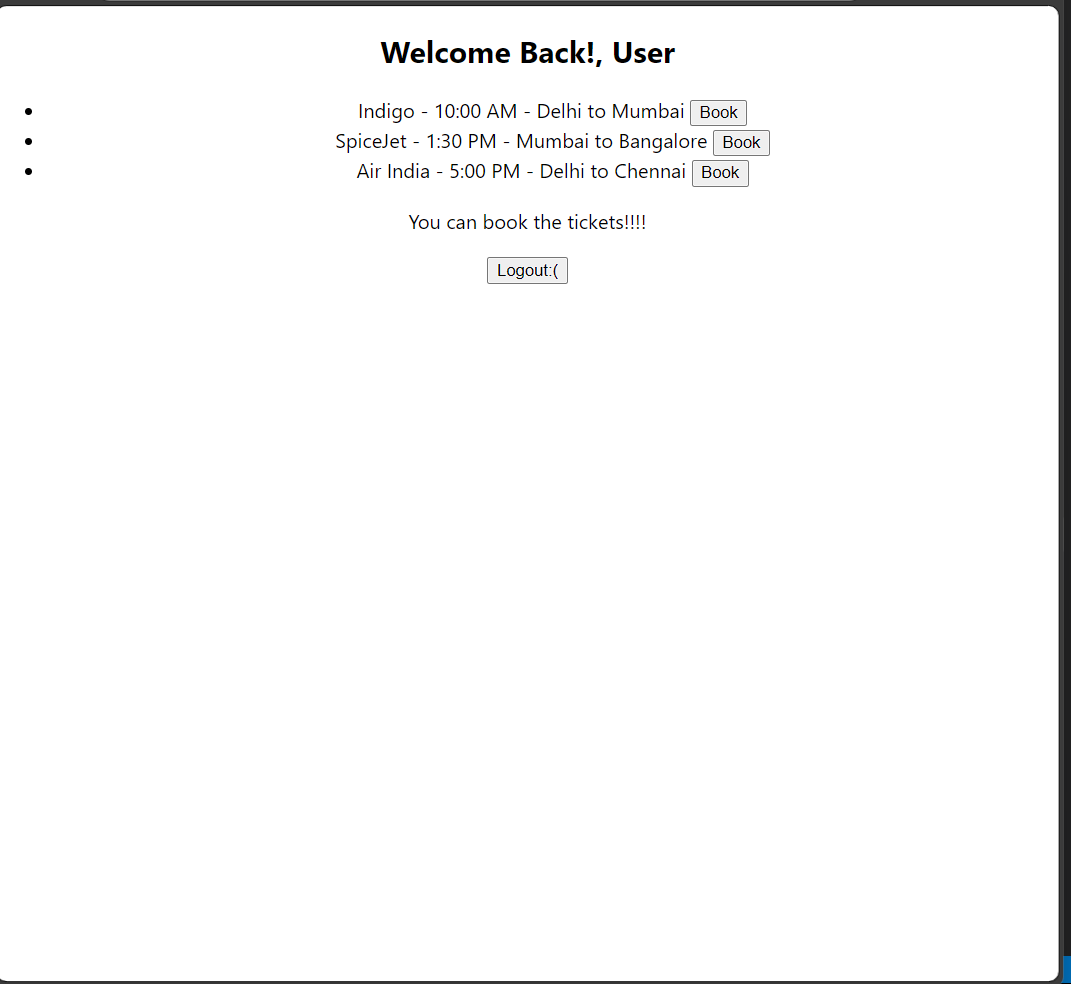 Welcome Back!, User
Indigo - 10:00 AM - Delhi to Mumbai Book
SpiceJet - 1:30 PM - Mumbai to Bangalore Book
Air India - 5:00 PM - Delhi to Chennai Book
You can book the tickets!!!!
Logout:(